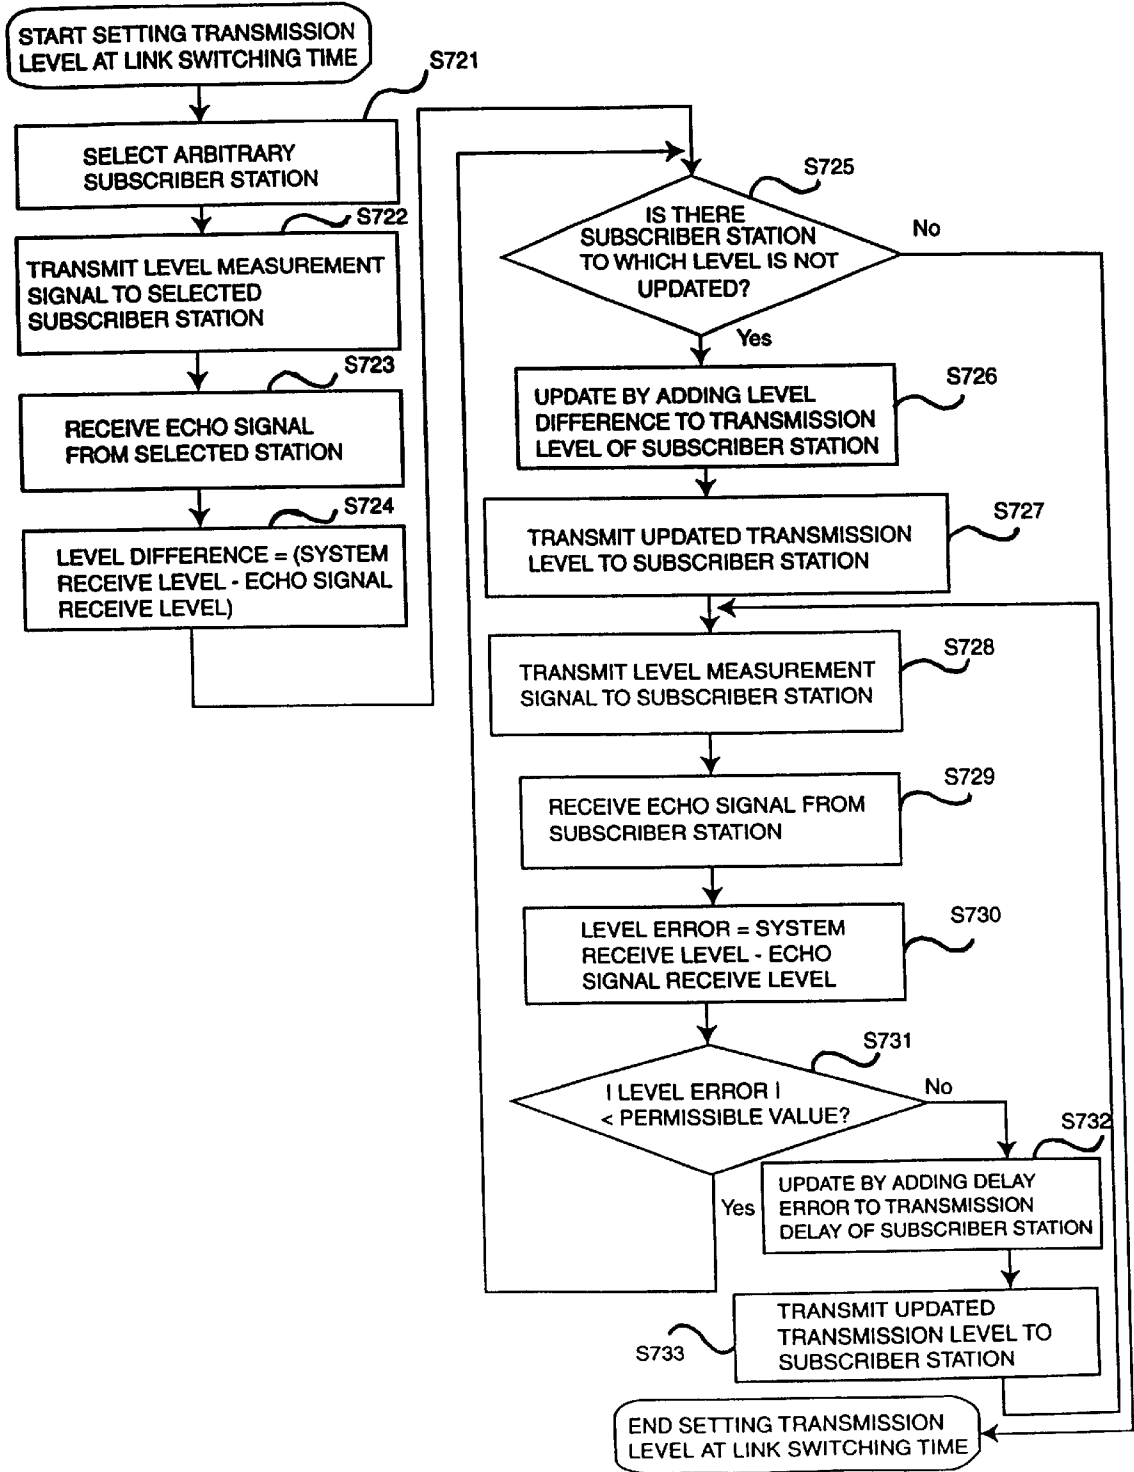 START SETTING TRANSMISSION
LEVEL AT LINK SWITCHING TIME
S721
SELECT ARBITRARY
SUBSCRIBER STATION
S722
TRANSMIT LEVEL MEASUREMENT
SIGNAL TO SELECTED
SUBSCRIBER STATION
S723
RECEIVE ECHO SIGNAL
FROM SELECTED STATION
S724
LEVEL DIFFERENCE = (SYSTEM
RECEIVE LEVEL - ECHO SIGNAL
RECEIVE LEVEL)
S725
IS THERE
SUBSCRIBER STATION
TO WHICH LEVEL IS NOT
UPDATED?
No
Yes
S726
UPDATE BY ADDING LEVEL
DIFFERENCE TO TRANSMISSION
LEVEL OF SUBSCRIBER STATION
S727
TRANSMIT UPDATED TRANSMISSION
LEVEL TO SUBSCRIBER STATION
S728
TRANSMIT LEVEL MEASUREMENT
SIGNAL TO SUBSCRIBER STATION
S729
RECEIVE ECHO SIGNAL FROM
SUBSCRIBER STATION
S730
LEVEL ERROR = SYSTEM
RECEIVE LEVEL - ECHO
SIGNAL RECEIVE LEVEL
S731
| LEVEL ERROR |
< PERMISSIBLE VALUE?
No
Yes
S732
UPDATE BY ADDING DELAY
ERROR TO TRANSMISSION
DELAY OF SUBSCRIBER STATION
S733
TRANSMIT UPDATED
TRANSMISSION LEVEL TO
SUBSCRIBER STATION
END SETTING TRANSMISSION
LEVEL AT LINK SWITCHING TIME